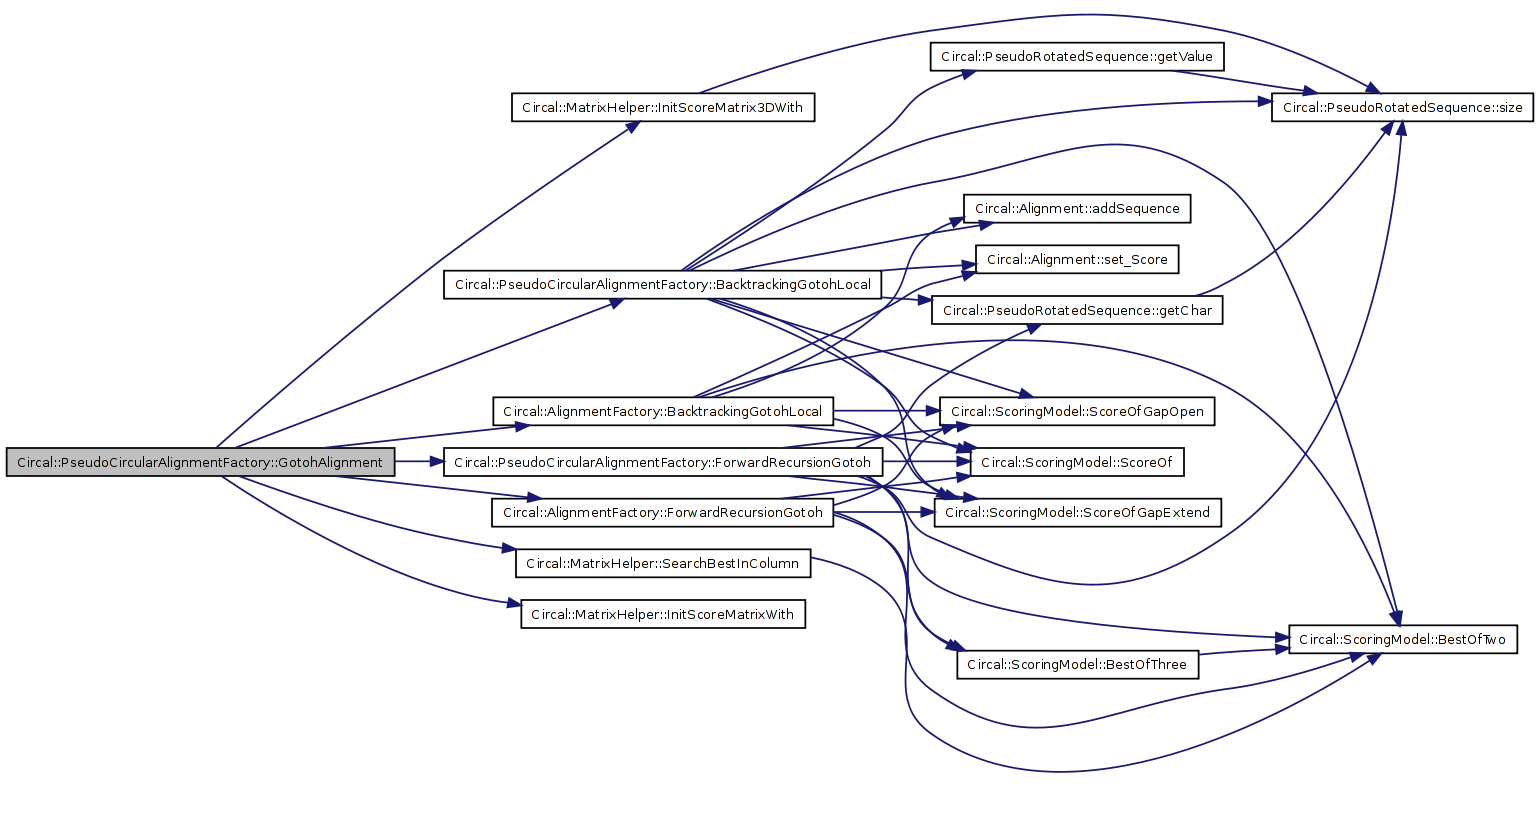 Circal::PseudoRotatedSequence::getValue
Circal::MatrixHelper::InitScoreMatrix3DWith
Circal::PseudoRotatedSequence::size
Circal::Alignment::addSequence
Circal::Alignment::set_Score
Circal::PseudoCircularAlignmentFactory::BacktrackingGotohLocal
Circal::PseudoRotatedSequence::getChar
Circal::AlignmentFactory::BacktrackingGotohLocal
Circal::ScoringModel::ScoreOfGapOpen
Circal::PseudoCircularAlignmentFactory::GotohAlignment
Circal::PseudoCircularAlignmentFactory::ForwardRecursionGotoh
Circal::ScoringModel::ScoreOf
Circal::AlignmentFactory::ForwardRecursionGotoh
Circal::ScoringModel::ScoreOfGapExtend
Circal::MatrixHelper::SearchBestInColumn
Circal::MatrixHelper::InitScoreMatrixWith
Circal::ScoringModel::BestOfTwo
Circal::ScoringModel::BestOfThree